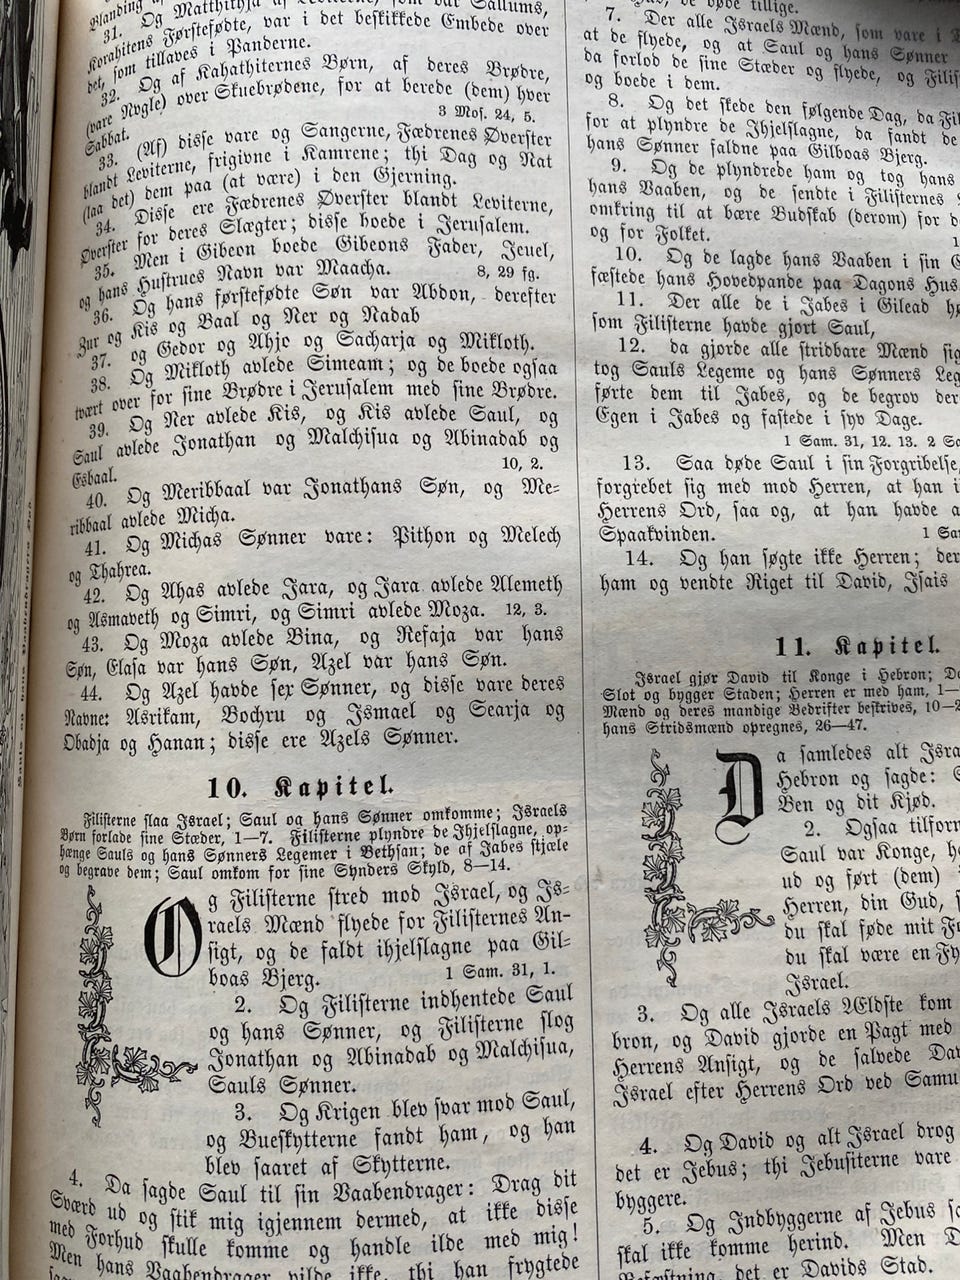 31. Og Matthithja af Leviterne, som var Sallums,
Korahitens Førstefødte, var i det beskikkede Embede over
det, som tillaves i Panderne.
32. Og af Kahathiternes Børn, af deres Brødre,
(vare Nogle) over Skuebrødene, for at berede (dem) hver
Sabbat.
3 Mos. 24, 5.
33. (Af) disse vare og Sangerne, Fædrenes Øverster
blandt Leviterne, frigivne i Kamrene; thi Dag og Nat
(laa det) dem paa (at være) i den Gjerning.
34. Disse ere Fædrenes Øverster blandt Leviterne,
Øverster for deres Slægter; disse boede i Jerusalem.
35. Men i Gibeon boede Gibeons Fader, Jeuel,
og hans Hustrues Navn var Maacha. 8, 29 fg.
36. Og hans førstefødte Søn var Abdon, derefter
Zur og Kis og Baal og Ner og Nadab
37. og Gedor og Ahjo og Sacharja og Mikloth.
38. Og Mikloth avlede Simeam; og de boede ogsaa
tvært over for sine Brødre i Jerusalem med sine Brødre.
39. Og Ner avlede Kis, og Kis avlede Saul, og
Saul avlede Jonathan og Malchisua og Abinadab og
Esbaal. 10, 2.
40. Og Meribbaal var Jonathans Søn, og Me-
ribbaal avlede Micha.
41. Og Michas Sønner vare: Pithon og Melech
og Thahrea.
42. Og Ahas avlede Jara, og Jara avlede Alemeth
og Asmaveth og Simri, og Simri avlede Moza. 12, 3.
43. Og Moza avlede Bina, og Refaja var hans
Søn, Elasa var hans Søn, Azel var hans Søn.
44. Og Azel havde sex Sønner, og disse vare deres
Navne: Asrikam, Bochru og Ismael og Searja og
Obadja og Hanan; disse ere Azels Sønner.
10. Kapitel.
Filisterne slaa Israel; Saul og hans Sønner omkomme; Israels
Børn forlade sine Stæder, 1—7. Filisterne plyndre de Ihjelslagne, op-
hænge Sauls og hans Sønners Legemer i Bethsan; de af Jabes stjæle
og begrave dem; Saul omkom for sine Synders Skyld, 8—14.
Og Filisterne stred mod Israel, og Is-
raels Mænd flyede for Filisternes An-
sigt, og de faldt ihjelslagne paa Gil-
boas Bjerg. 1 Sam. 31, 1.
2. Og Filisterne indhentede Saul
og hans Sønner, og Filisterne slog
Jonathan og Abinadab og Malchisua,
Sauls Sønner.
3. Og Krigen blev svar mod Saul,
og Bueskytterne fandt ham, og han
blev saaret af Skytterne.
4. Da sagde Saul til sin Vaabendrager: Drag dit
Sværd ud og stik mig igjennem dermed, at ikke disse
med Forhud skulle komme og handle ilde med mig!
Men hans Vaabendrager vilde ikke, thi han frygtede
7. Der alle Israels Mænd, som vare i
at de flyede, og at Saul og hans Sønner
da forlod de sine Stæder og flyede, og
og boede i dem.
8. Og det skede den følgende Dag, da
for at plyndre de Ihjelslagne, da fandt de
hans Sønner faldne paa Gilboas Bjerg.
9. Og de plyndrede ham og tog hans
hans Vaaben, og de sendte i Filisternes
omkring til at bære Budskab (derom) for
og for Folket.
10. Og de lagde hans Vaaben i sin
fæstede hans Hovedpande paa Dagons
11. Der alle de i Jabes i Gilead
som Filisterne havde gjort Saul,
12. da gjorde alle stridbare Mænd
tog Sauls Legeme og hans Sønners
førte dem til Jabes, og de begrov
Egen i Jabes og fastede i syv Dage.
1 Sam. 31, 12. 13. 2
13. Saa døde Saul i sin Forgribelse,
forgrebet sig med mod Herren, at han
Herrens Ord, saa og, at han havde
Spaakvinden.
14. Og han søgte ikke Herren;
ham og vendte Riget til David, Isais
11. Kapitel.
Israel gjør David til Konge i Hebron;
Slot og bygger Staden; Herren er med ham,
Mænd og deres mandige Bedrifter beskrives,
hans Stridsmænd opregnes, 26—47.
Da samledes alt
Hebron og sagde:
Ben og dit Kjød.
2. Ogsaa
Saul var Konge,
ud og ført (dem)
Herren, din Gud,
du skal føde mit
du skal være en
Israel.
3. Og alle Israels Ældste kom
bron, og David gjorde en Pagt med
Herrens Ansigt, og de salvede
Israel efter Herrens Ord ved
4. Og David og alt Israel drog
det er Jebus; thi Jebusiterne vare
byggere.
5. Og Indbyggerne af Jebus
skal ikke komme herind. Men
Befæstning, det er Davids Stad.